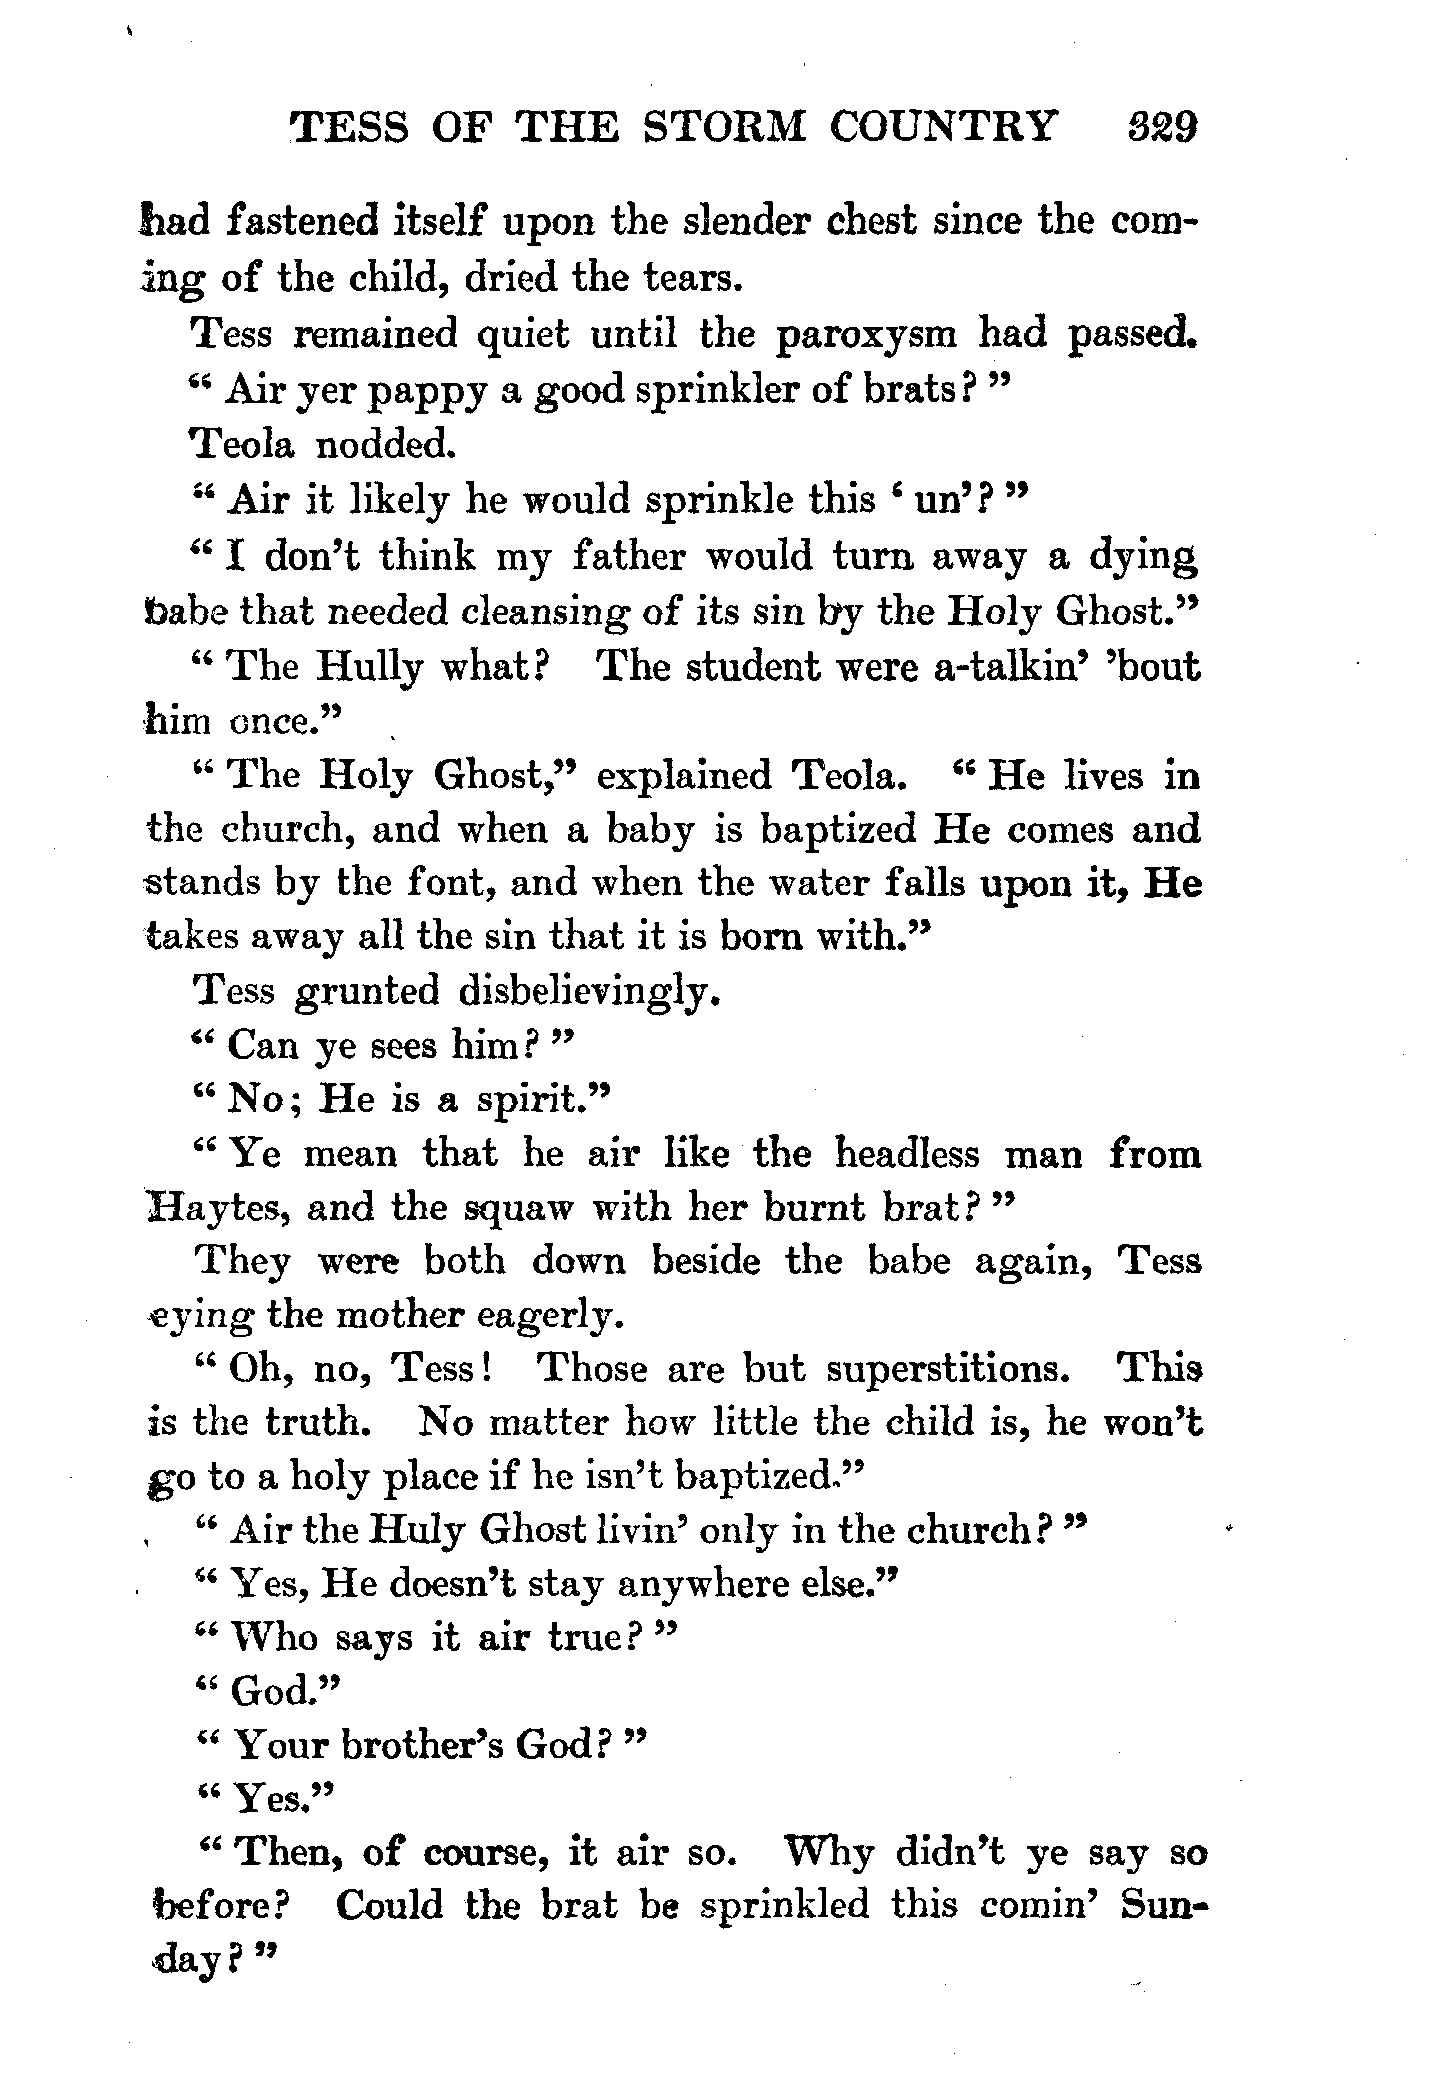 TESS OF THE STORM COUNTRY 329
had fastened itself upon the slender chest since the com-
ing of the child, dried the tears.
Tess remained quiet until the paroxysm had passed.
“ Air yer pappy a good sprinkler of brats? ”
Teola nodded.
“ Air it likely he would sprinkle this ‘ un’? ”
“ I don’t think my father would turn away a dying
babe that needed cleansing of its sin by the Holy Ghost.”
“ The Hully what? The student were a-talkin’ ’bout
him once.”
“ The Holy Ghost,” explained Teola. “ He lives in
the church, and when a baby is baptized He comes and
stands by the font, and when the water falls upon it, He
takes away all the sin that it is born with.”
Tess grunted disbelievingly.
“ Can ye sees him? ”
“ No; He is a spirit.”
“ Ye mean that he air like the headless man from
Haytes, and the squaw with her burnt brat? ”
They were both down beside the babe again, Tess
eying the mother eagerly.
“ Oh, no, Tess! Those are but superstitions. This
is the truth. No matter how little the child is, he won’t
go to a holy place if he isn’t baptized.”
“ Air the Huly Ghost livin’ only in the church? ”
“ Yes, He doesn’t stay anywhere else.”
“ Who says it air true? ”
“ God.”
“ Your brother’s God? ”
“ Yes.”
“ Then, of course, it air so. Why didn’t ye say so
before? Could the brat be sprinkled this comin’ Sun-
day? ”